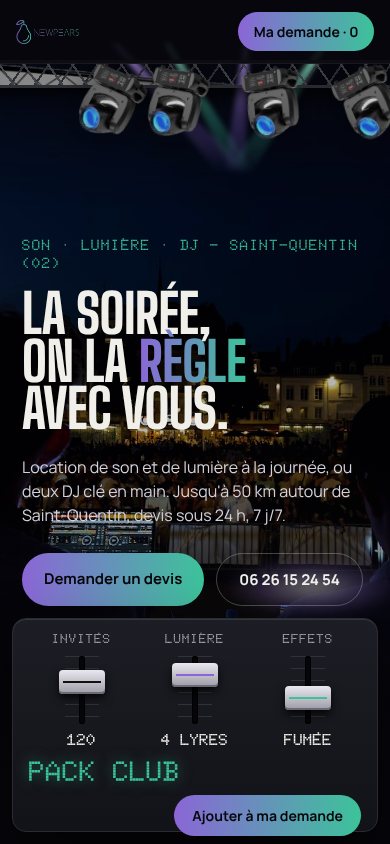 NEWPEARS
Ma demande · 0
SON · LUMIÈRE · DJ – SAINT-QUENTIN
(02)
LA SOIRÉE,
ON LA RÈGLE
AVEC VOUS.
Location de son et de lumière à la journée, ou
deux DJ clé en main. Jusqu'à 50 km autour de
Saint-Quentin, devis sous 24 h, 7 j/7.
Demander un devis
06 26 15 24 54
INVITÉS
LUMIÈRE
EFFETS
120
4 LYRES
FUMÉE
PACK CLUB
Ajouter à ma demande